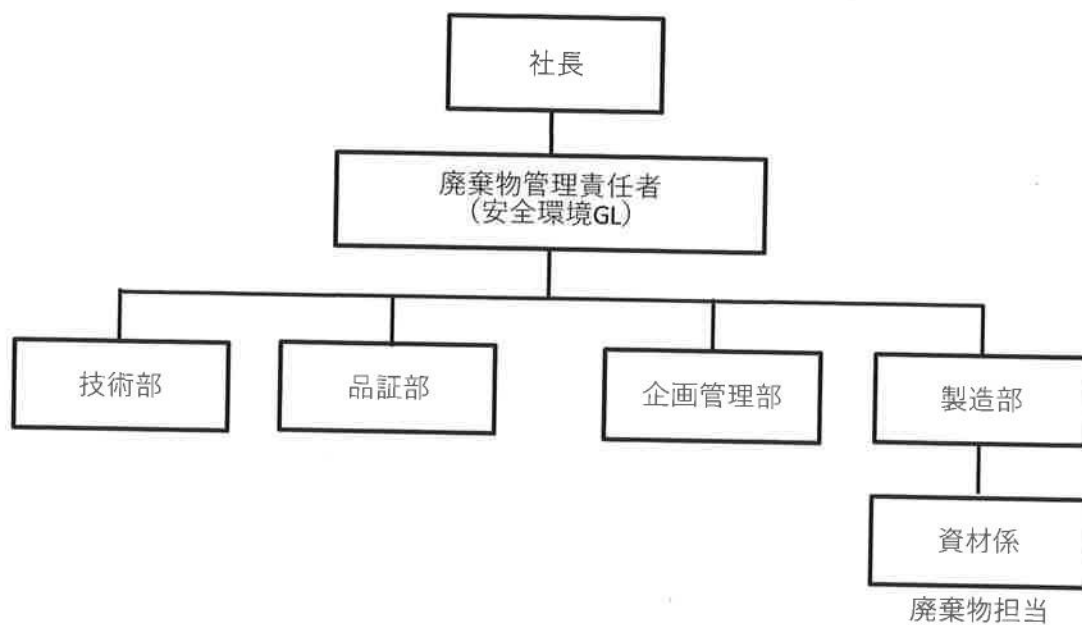 社長
廃棄物管理責任者
（安全環境GL）
技術部
品証部
企画管理部
製造部
資材係
廃棄物担当